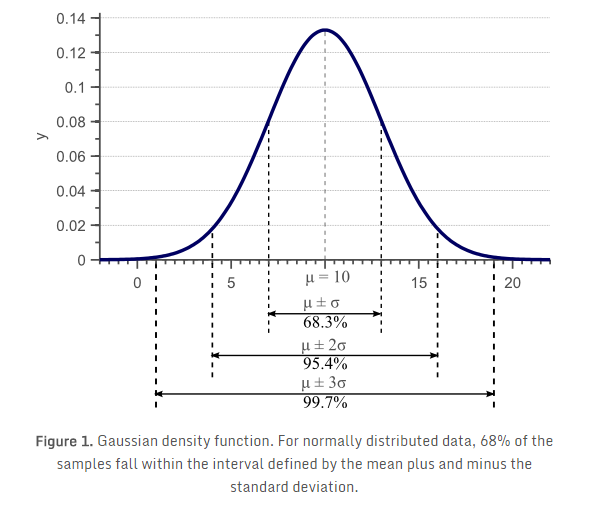 0.14
0.12
0.1
0.08
0.06
0.04
0.02
0
y
0 5 μ = 10 15 20
μ ± σ
68.3%
μ ± 2σ
95.4%
μ ± 3σ
99.7%
Figure 1. Gaussian density function. For normally distributed data, 68% of the
samples fall within the interval defined by the mean plus and minus the
standard deviation.